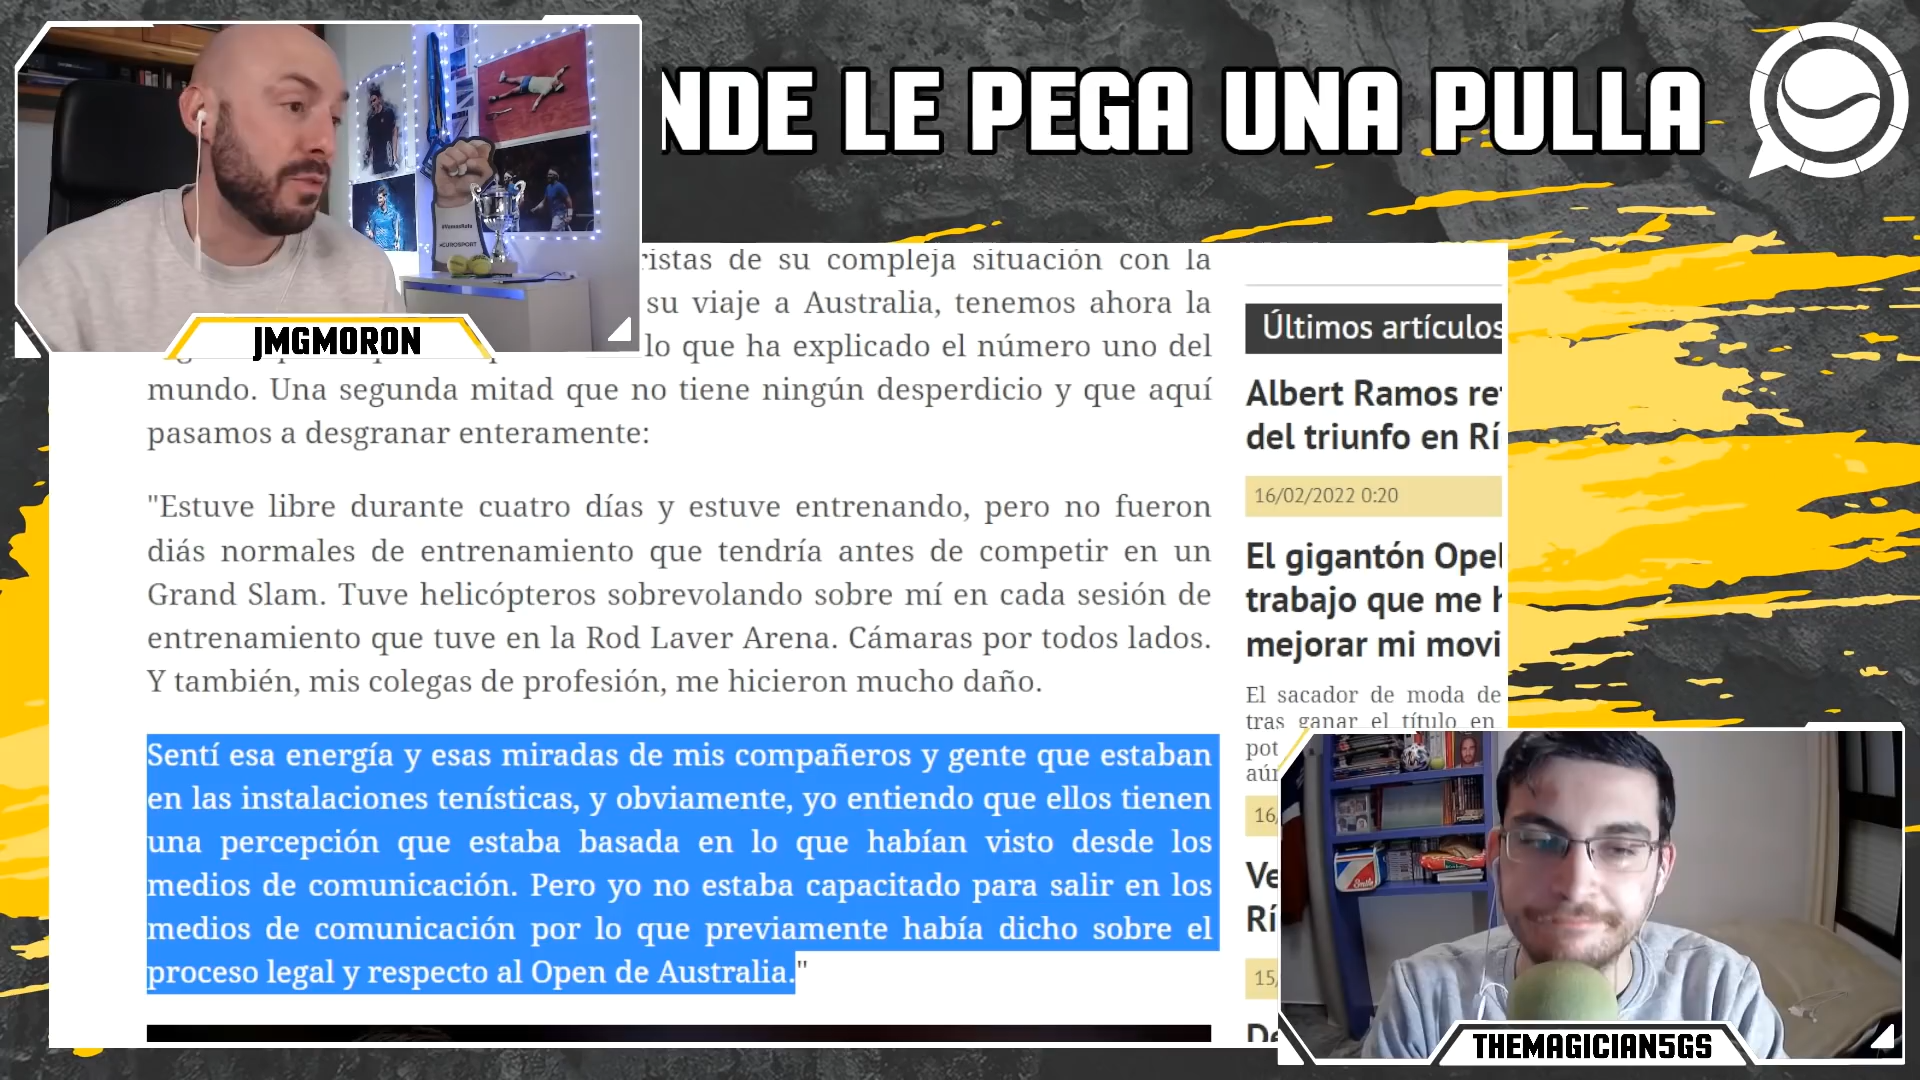 NDE LE PEGA UNA PULLA
#VamosRafa
EUROSPORT
JMGMORON
ristas de su compleja situación con la
su viaje a Australia, tenemos ahora la
lo que ha explicado el número uno del
mundo. Una segunda mitad que no tiene ningún desperdicio y que aquí
pasamos a desgranar enteramente:
"Estuve libre durante cuatro días y estuve entrenando, pero no fueron
diás normales de entrenamiento que tendría antes de competir en un
Grand Slam. Tuve helicópteros sobrevolando sobre mí en cada sesión de
entrenamiento que tuve en la Rod Laver Arena. Cámaras por todos lados.
Y también, mis colegas de profesión, me hicieron mucho daño.
Sentí esa energía y esas miradas de mis compañeros y gente que estaban
en las instalaciones tenísticas, y obviamente, yo entiendo que ellos tienen
una percepción que estaba basada en lo que habían visto desde los
medios de comunicación. Pero yo no estaba capacitado para salir en los
medios de comunicación por lo que previamente había dicho sobre el
proceso legal y respecto al Open de Australia."
Últimos artículos
Albert Ramos re
del triunfo en Rí
16/02/2022 0:20
El gigantón Opel
trabajo que me h
mejorar mi movi
El sacador de moda de
tras ganar el título en
pot
aún
16/
Ve
Rí
15/
De
THEMAGICIAN5GS